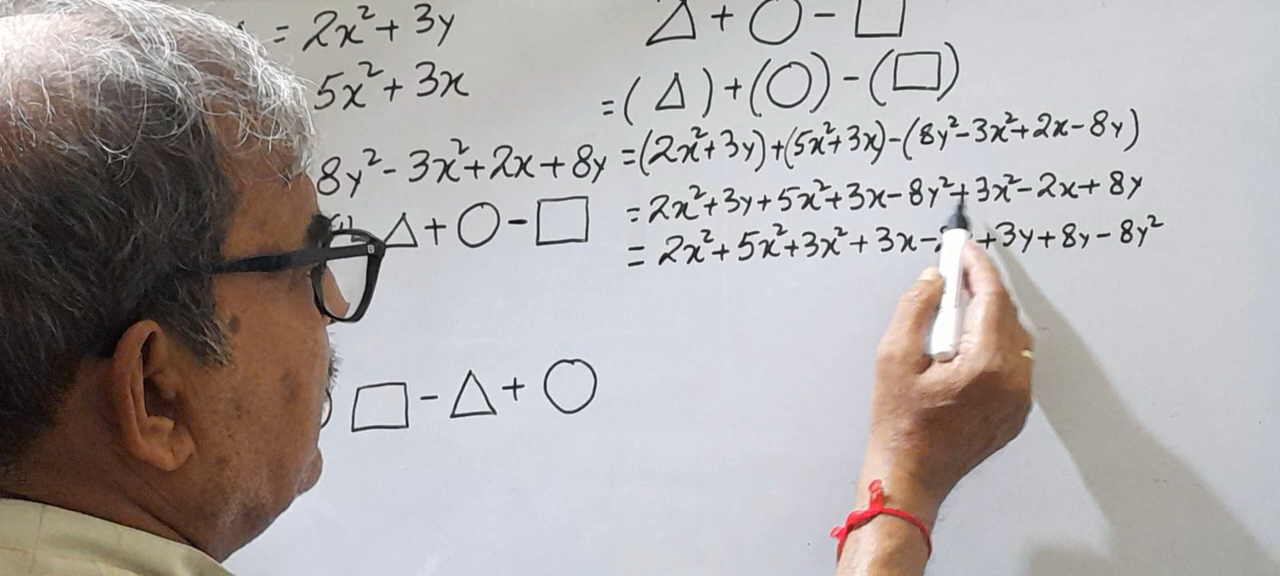 = 2x² + 3y
5x² + 3x
8y² - 3x² + 2x + 8y
△ + ○ - □
□ - △ + ○
△ + ○ - □
= (△) + (○) - (□)
= (2x² + 3y) + (5x² + 3x) - (8y² - 3x² + 2x - 8y)
= 2x² + 3y + 5x² + 3x - 8y² + 3x² - 2x + 8y
= 2x² + 5x² + 3x² + 3x - + 3y + 8y - 8y²